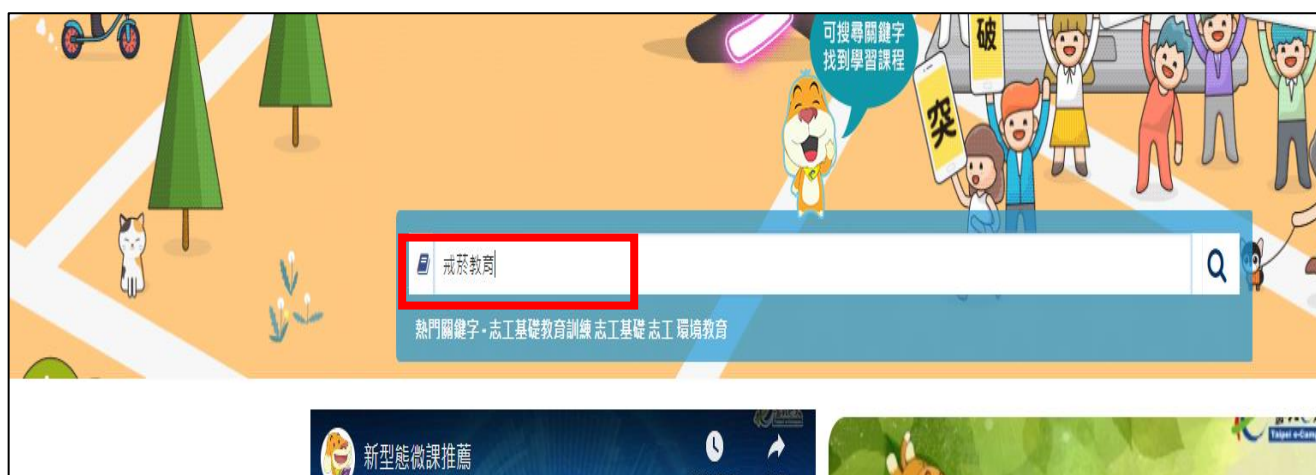 可搜尋關鍵字
找到學習課程
破
突
戒菸教育
熱門關鍵字 - 志工基礎教育訓練 志工基礎 志工 環境教育
新型態微課推薦
Taipei e-Cam